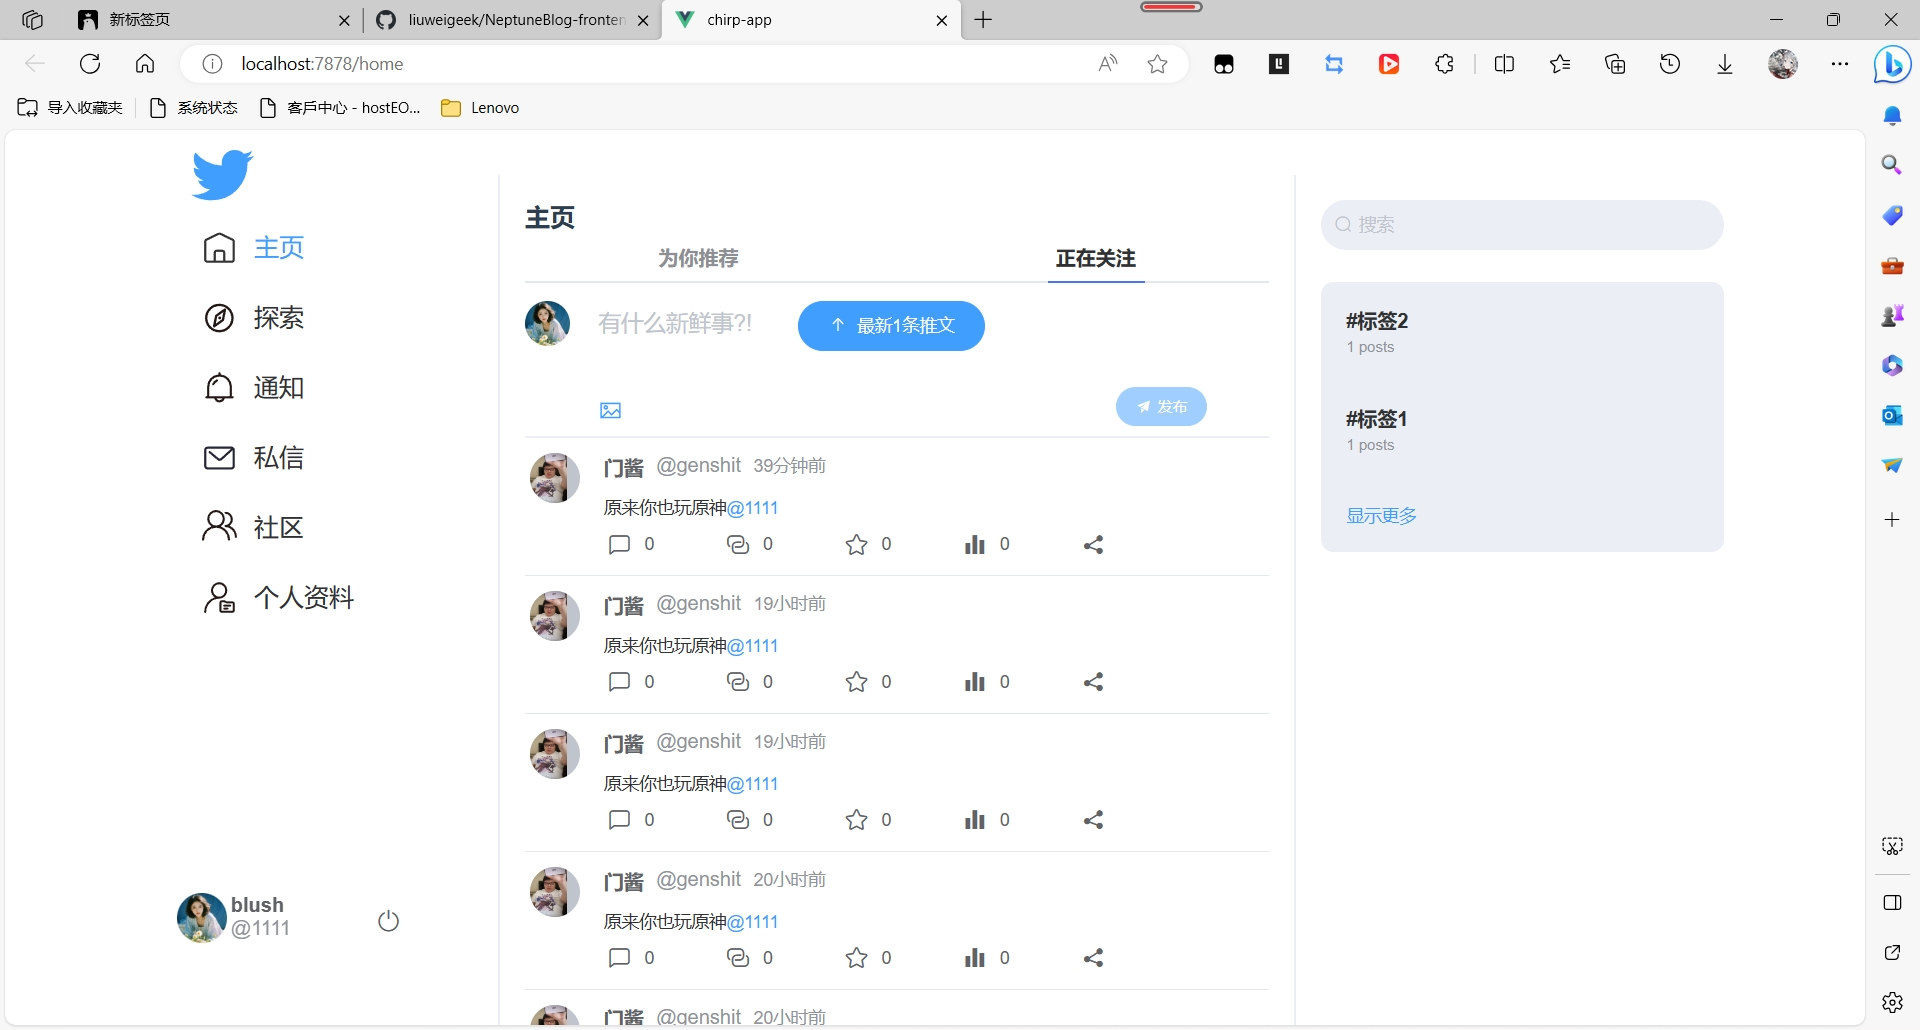 新标签页
liuweigeek/NeptuneBlog-fronten
chirp-app
localhost:7878/home
导入收藏夹
系统状态
客戶中心 - hostEO...
Lenovo
主页
探索
通知
私信
社区
个人资料
blush
@1111
主页
为你推荐 正在关注
有什么新鲜事?!
最新1条推文
发布
门酱 @genshit 39分钟前
原来你也玩原神@1111
0 0 0 0
门酱 @genshit 19小时前
原来你也玩原神@1111
0 0 0 0
门酱 @genshit 19小时前
原来你也玩原神@1111
0 0 0 0
门酱 @genshit 20小时前
原来你也玩原神@1111
0 0 0 0
门酱 @genshit 20小时前
搜索
#标签2
1 posts
#标签1
1 posts
显示更多